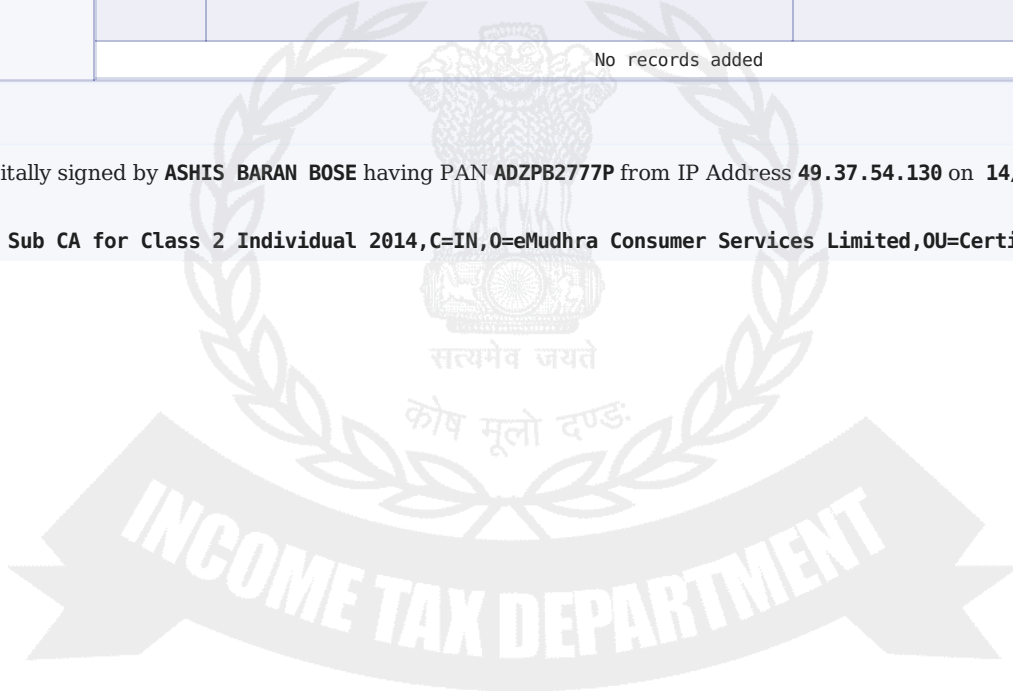 No records added
itally signed by ASHIS BARAN BOSE having PAN ADZPB2777P from IP Address 49.37.54.130 on 14/
Sub CA for Class 2 Individual 2014,C=IN,O=eMudhra Consumer Services Limited,OU=Certi
सत्यमेव जयते
कोष मूलो दण्ड:
INCOME TAX DEPARTMENT